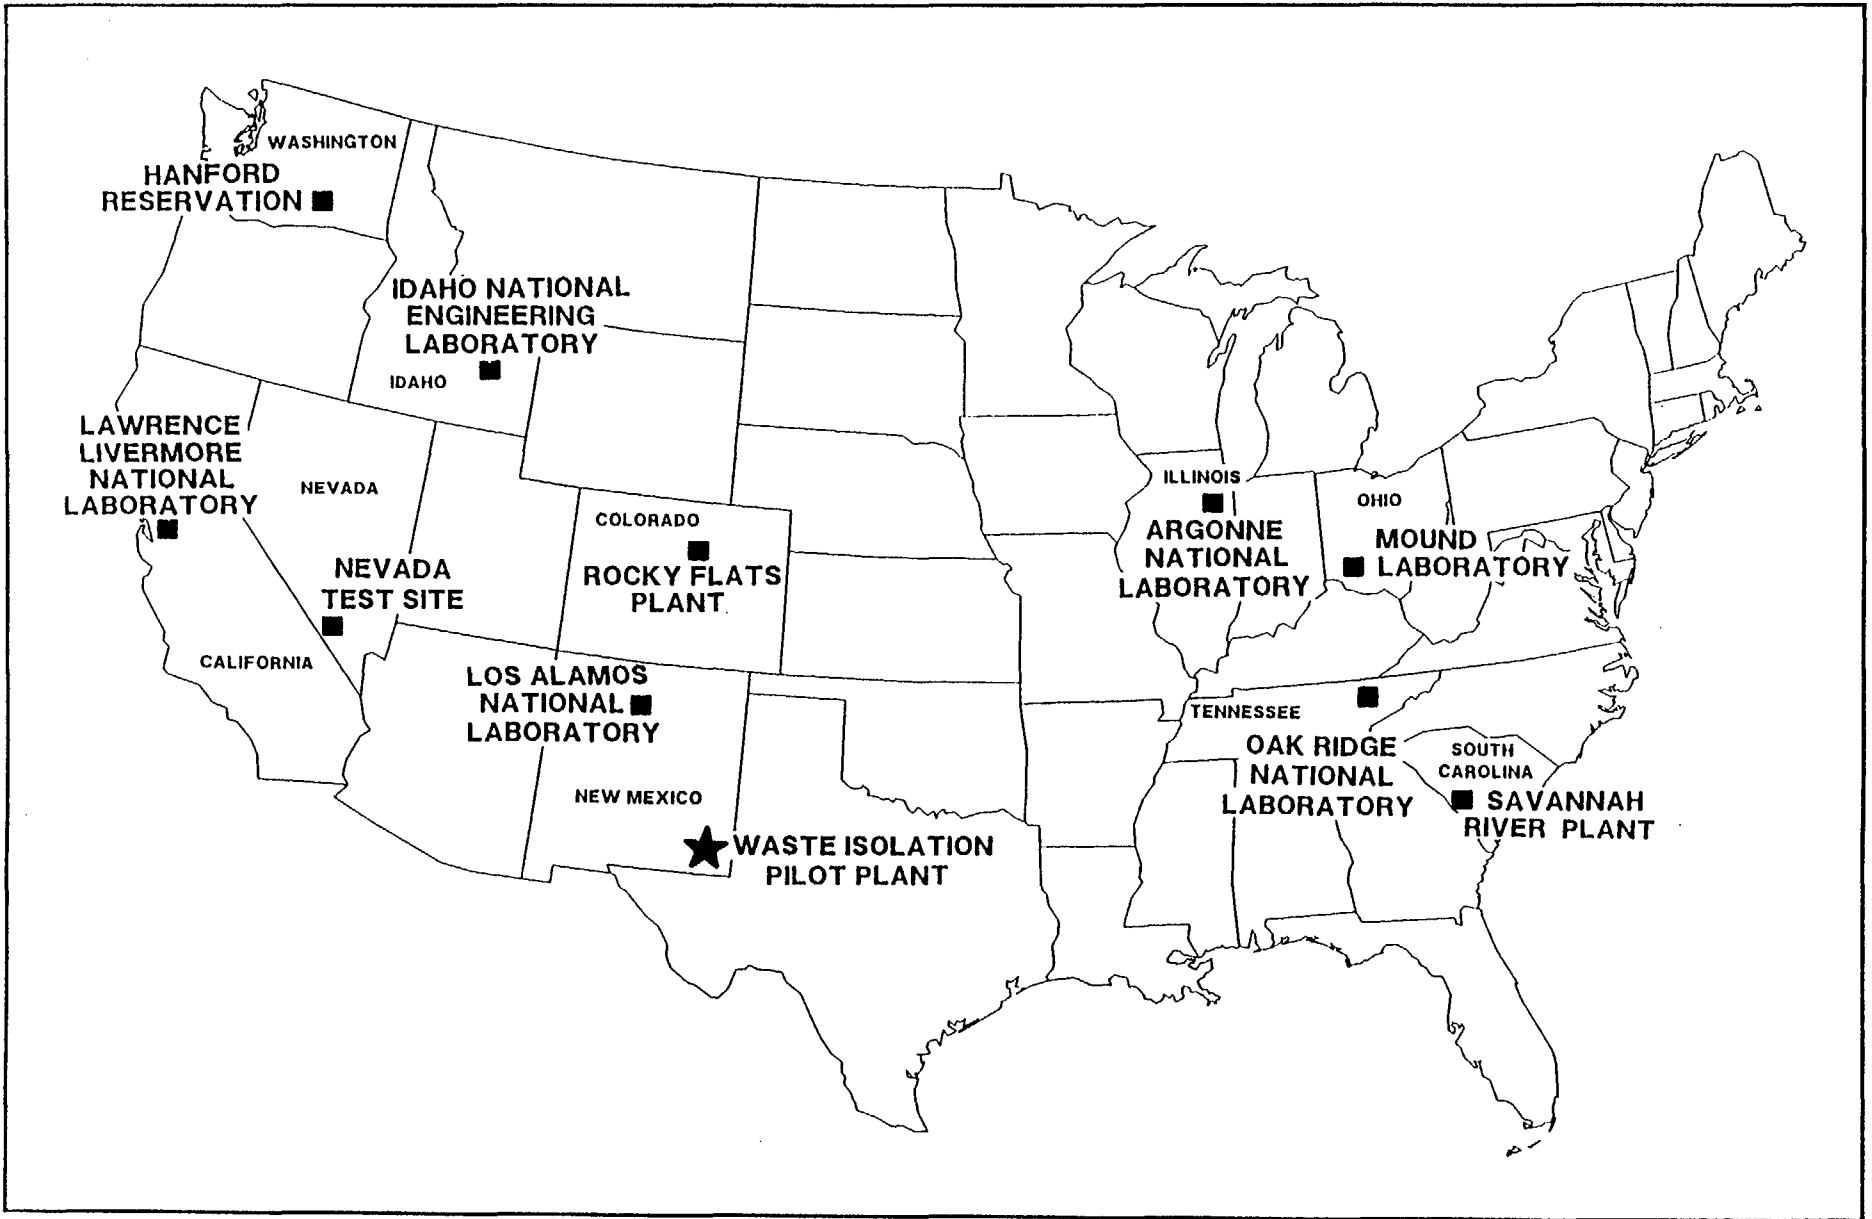 WASHINGTON
HANFORD
RESERVATION
IDAHO NATIONAL
ENGINEERING
LABORATORY
IDAHO
LAWRENCE
LIVERMORE
NATIONAL
LABORATORY
NEVADA
NEVADA
TEST SITE
CALIFORNIA
COLORADO
ROCKY FLATS
PLANT
LOS ALAMOS
NATIONAL
LABORATORY
NEW MEXICO
WASTE ISOLATION
PILOT PLANT
ILLINOIS
ARGONNE
NATIONAL
LABORATORY
OHIO
MOUND
LABORATORY
TENNESSEE
OAK RIDGE
NATIONAL
LABORATORY
SOUTH
CAROLINA
SAVANNAH
RIVER PLANT